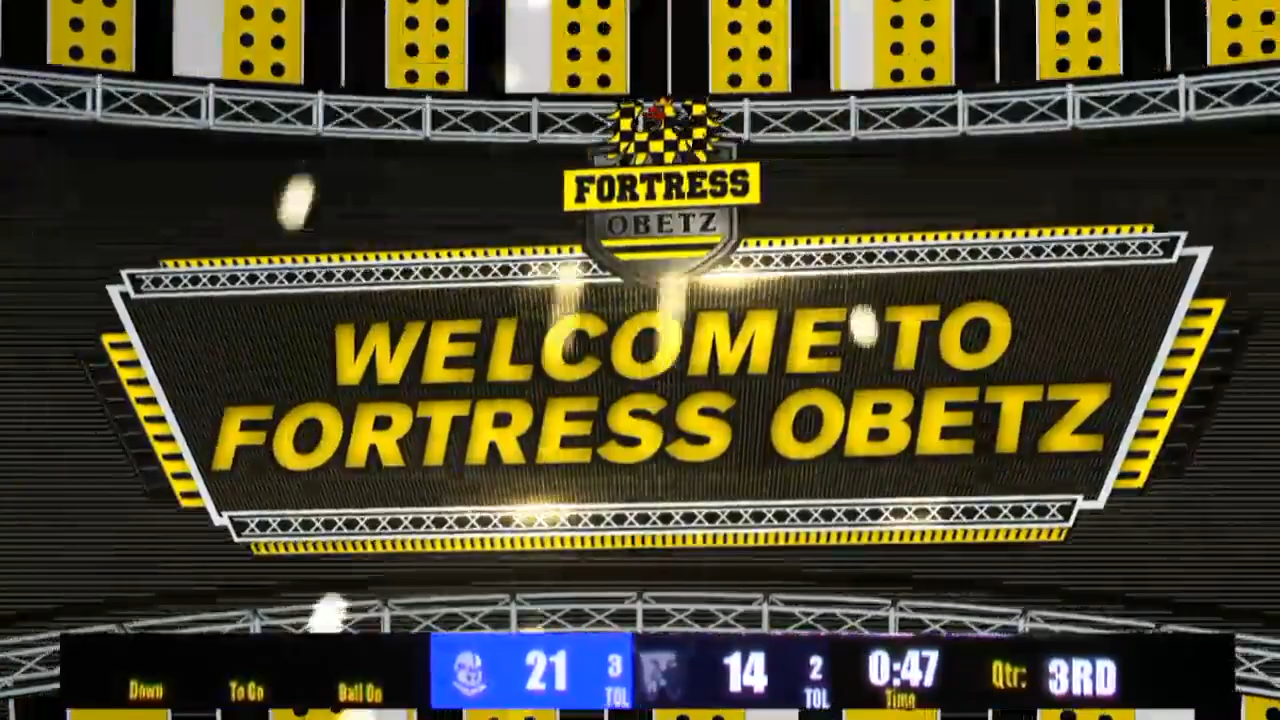 FORTRESS
OBETZ
WELCOME TO
FORTRESS OBETZ
Down To Go Ball On 21 3 TOL 14 2 TOL 0:47 Time Qtr: 3RD